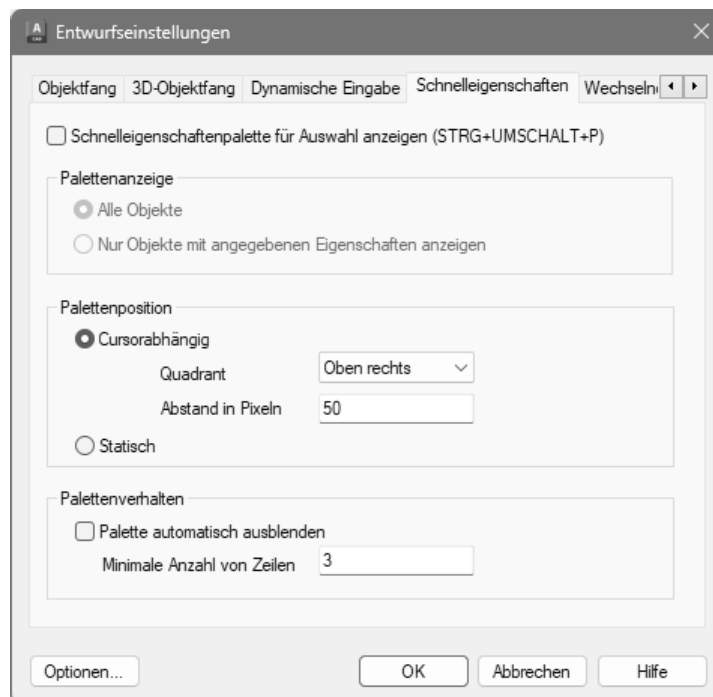 A
CAD
Entwurfseinstellungen
Objektfang 3D-Objektfang Dynamische Eingabe Schnelleigenschaften Wechseln
Schnelleigenschaftenpalette für Auswahl anzeigen (STRG+UMSCHALT+P)
Palettenanzeige
Alle Objekte
Nur Objekte mit angegebenen Eigenschaften anzeigen
Palettenposition
Cursorabhängig
Quadrant Oben rechts
Abstand in Pixeln 50
Statisch
Palettenverhalten
Palette automatisch ausblenden
Minimale Anzahl von Zeilen 3
Optionen... OK Abbrechen Hilfe